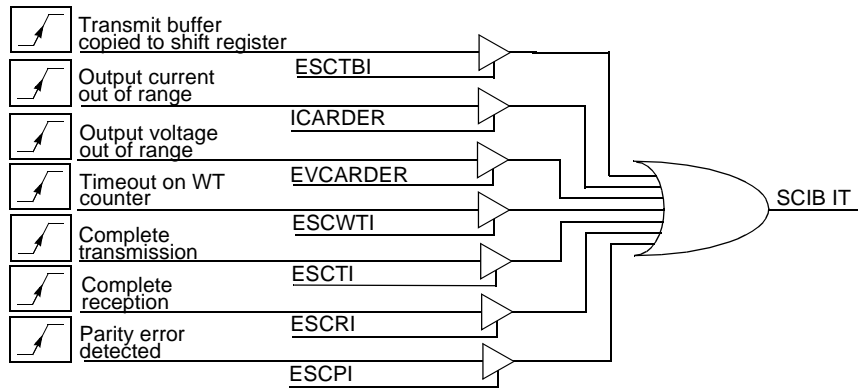 Transmit buffer
copied to shift register
ESCTBI
Output current
out of range
ICARDER
Output voltage
out of range
EVCARDER
Timeout on WT
counter
ESCWTI
SCIB IT
Complete
transmission
ESCTI
Complete
reception
ESCRI
Parity error
detected
ESCPI